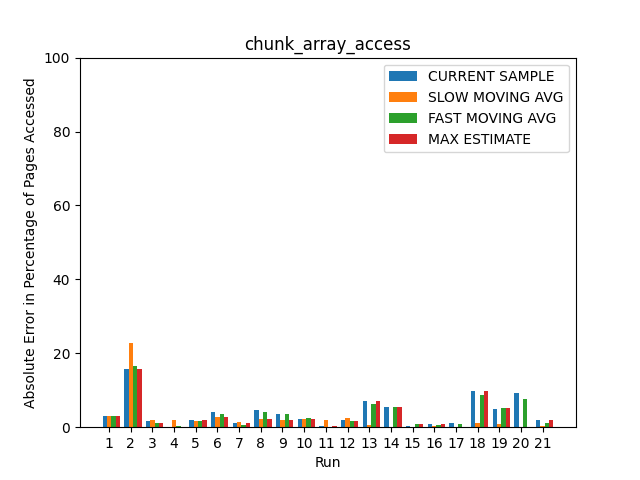 chunk_array_access
CURRENT SAMPLE
SLOW MOVING AVG
FAST MOVING AVG
MAX ESTIMATE
Absolute Error in Percentage of Pages Accessed
100
80
60
40
20
0
1 2 3 4 5 6 7 8 9 10 11 12 13 14 15 16 17 18 19 20 21
Run